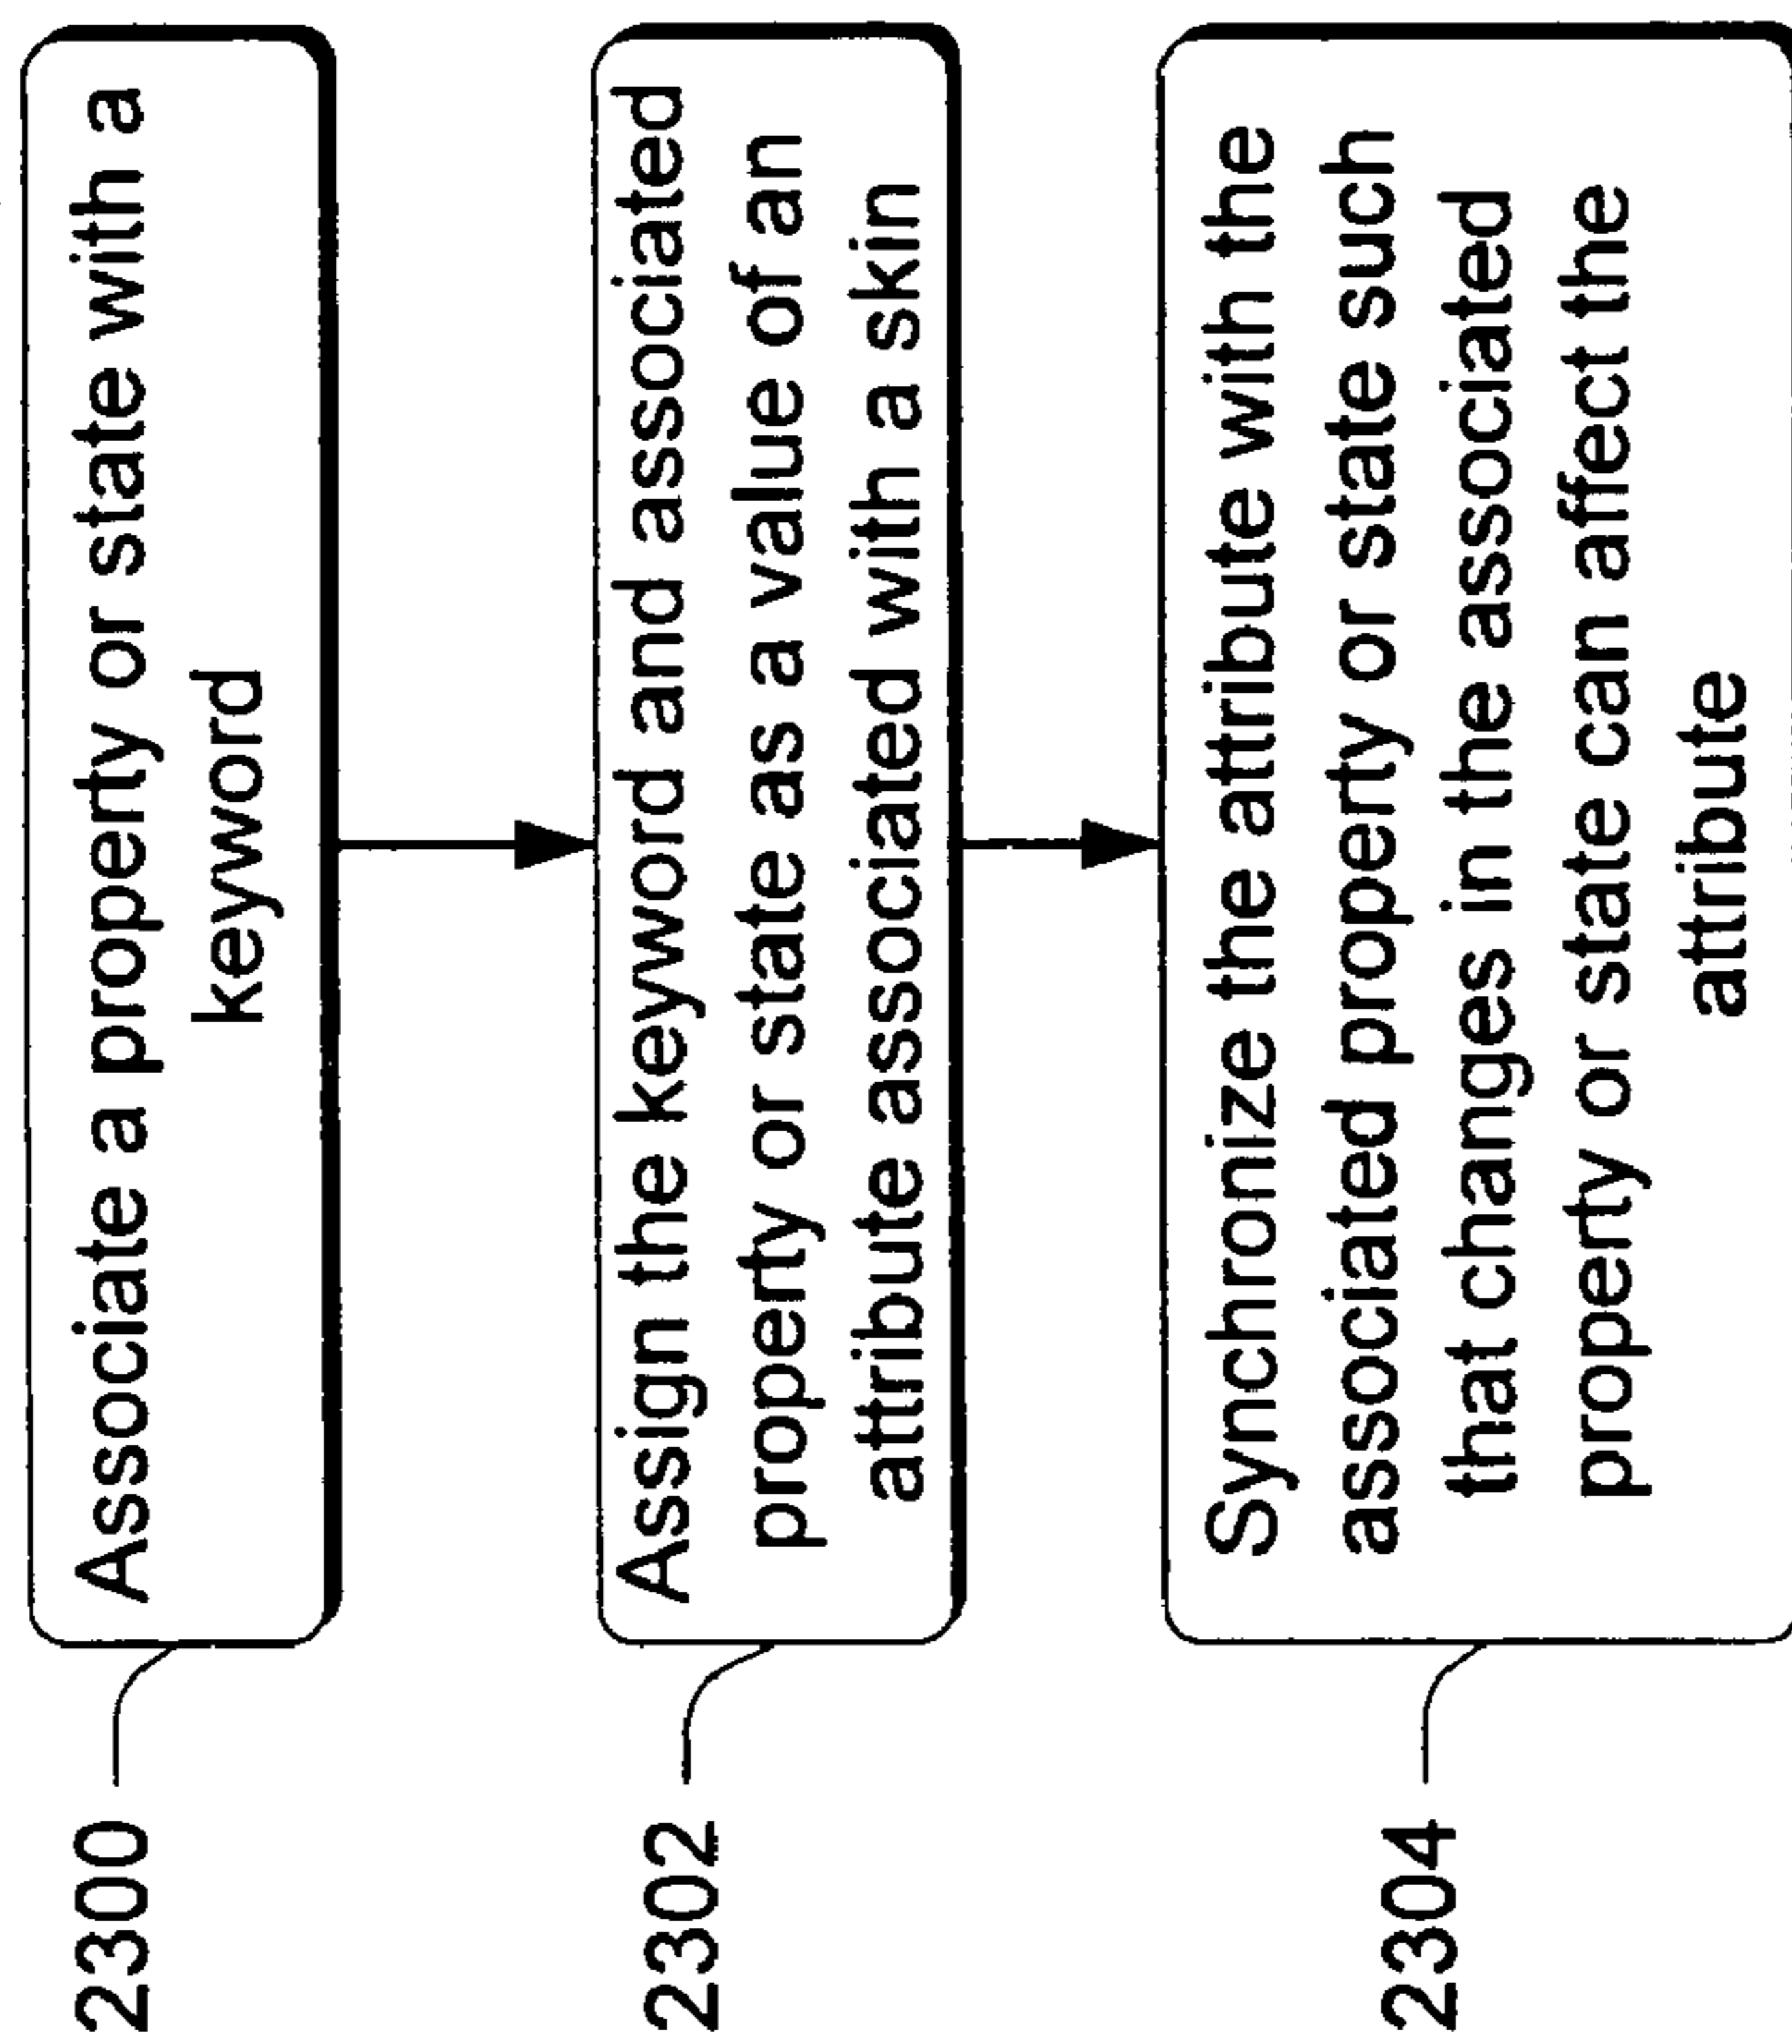 2300
Associate a property or state with a
keyword
2302
Assign the keyword and associated
property or state as a value of an
attribute associated with a skin
2304
Synchronize the attribute with the
associated property or state such
that changes in the associated
property or state can affect the
attribute